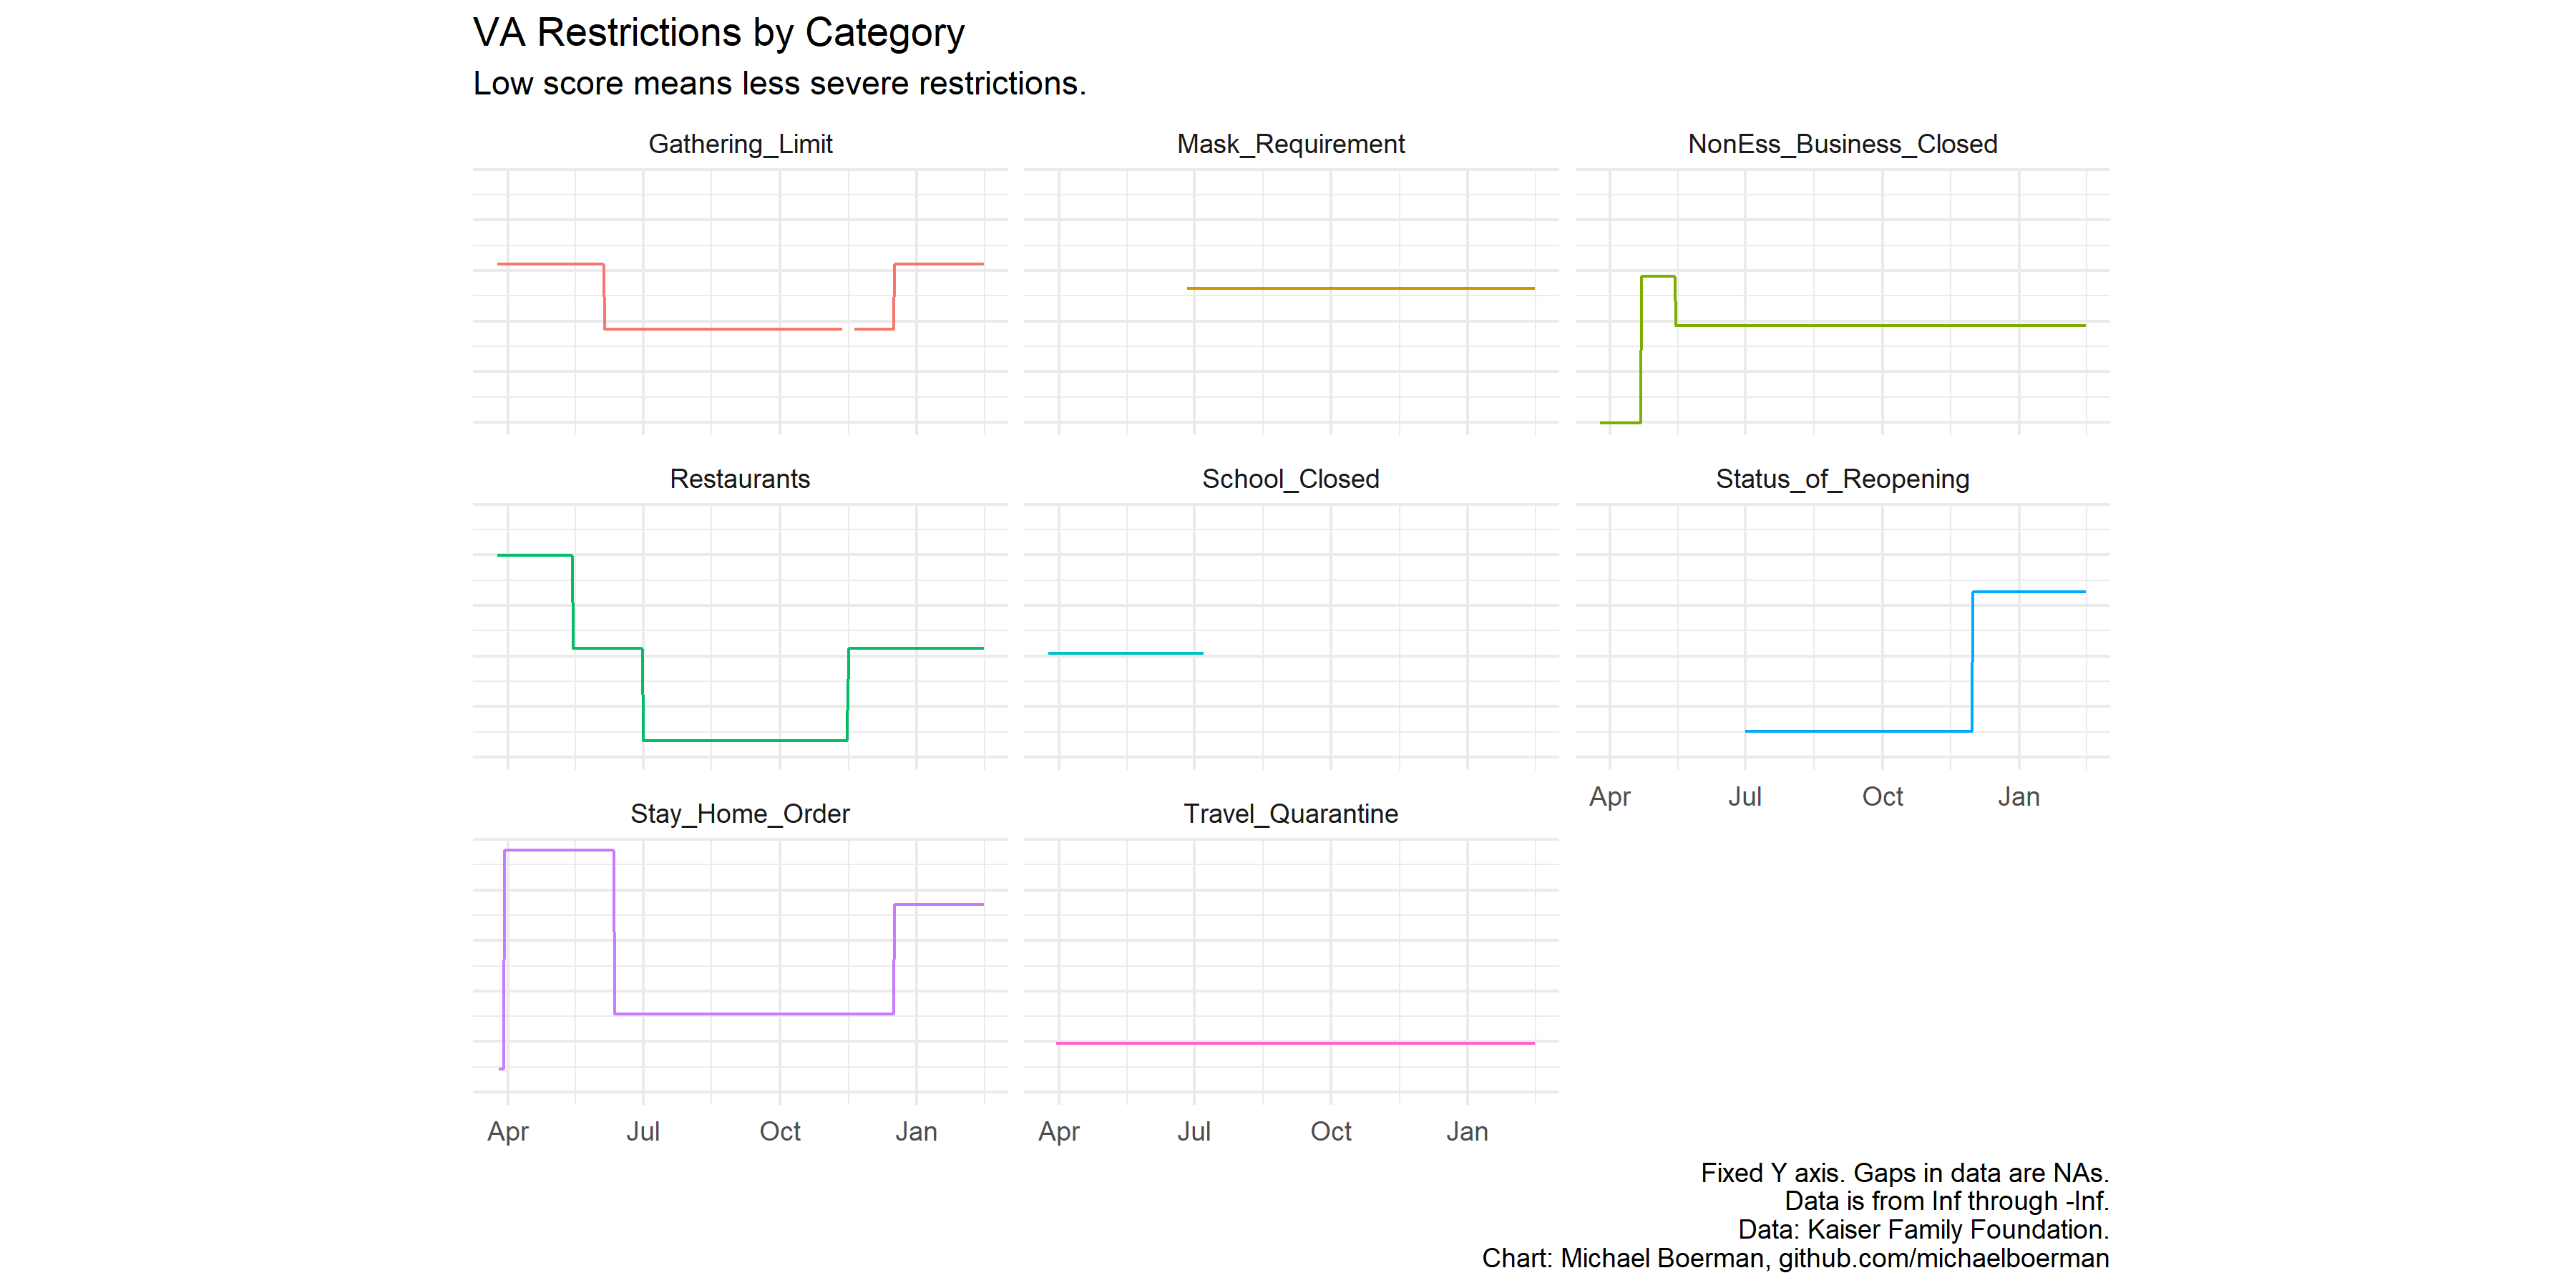 VA Restrictions by Category
Low score means less severe restrictions.
Gathering_Limit
Mask_Requirement
NonEss_Business_Closed
Restaurants
School_Closed
Status_of_Reopening
Apr Jul Oct Jan
Stay_Home_Order
Travel_Quarantine
Apr Jul Oct Jan
Apr Jul Oct Jan
Fixed Y axis. Gaps in data are NAs.
Data is from Inf through -Inf.
Data: Kaiser Family Foundation.
Chart: Michael Boerman, github.com/michaelboerman